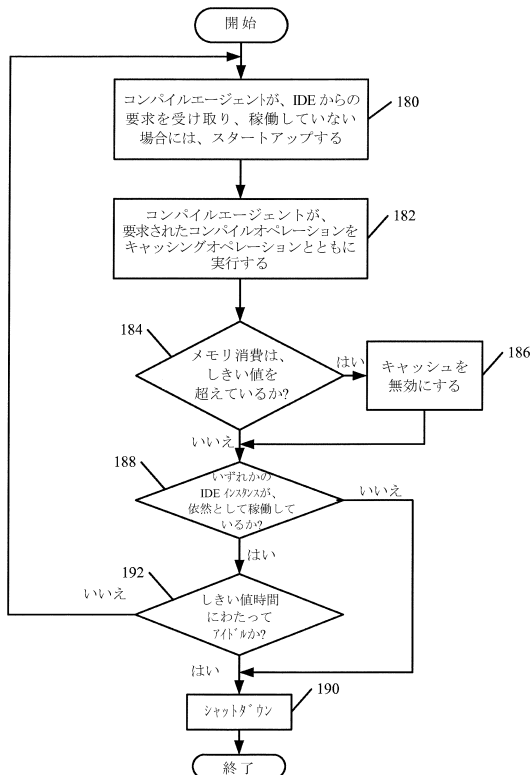 開始
コンパイルエージェントが、IDEからの
要求を受け取り、稼働していない
場合には、スタートアップする
180
コンパイルエージェントが、
要求されたコンパイルオペレーションを
キャッシングオペレーションとともに
実行する
182
184
メモリ消費は、
しきい値を
超えているか?
はい
キャッシュを
無効にする
186
いいえ
188
いずれかの
IDE インスタンスが、
依然として稼働して
いるか?
いいえ
はい
192
いいえ
しきい値時間
にわたって
アイドルか?
はい
190
シャットダウン
終了